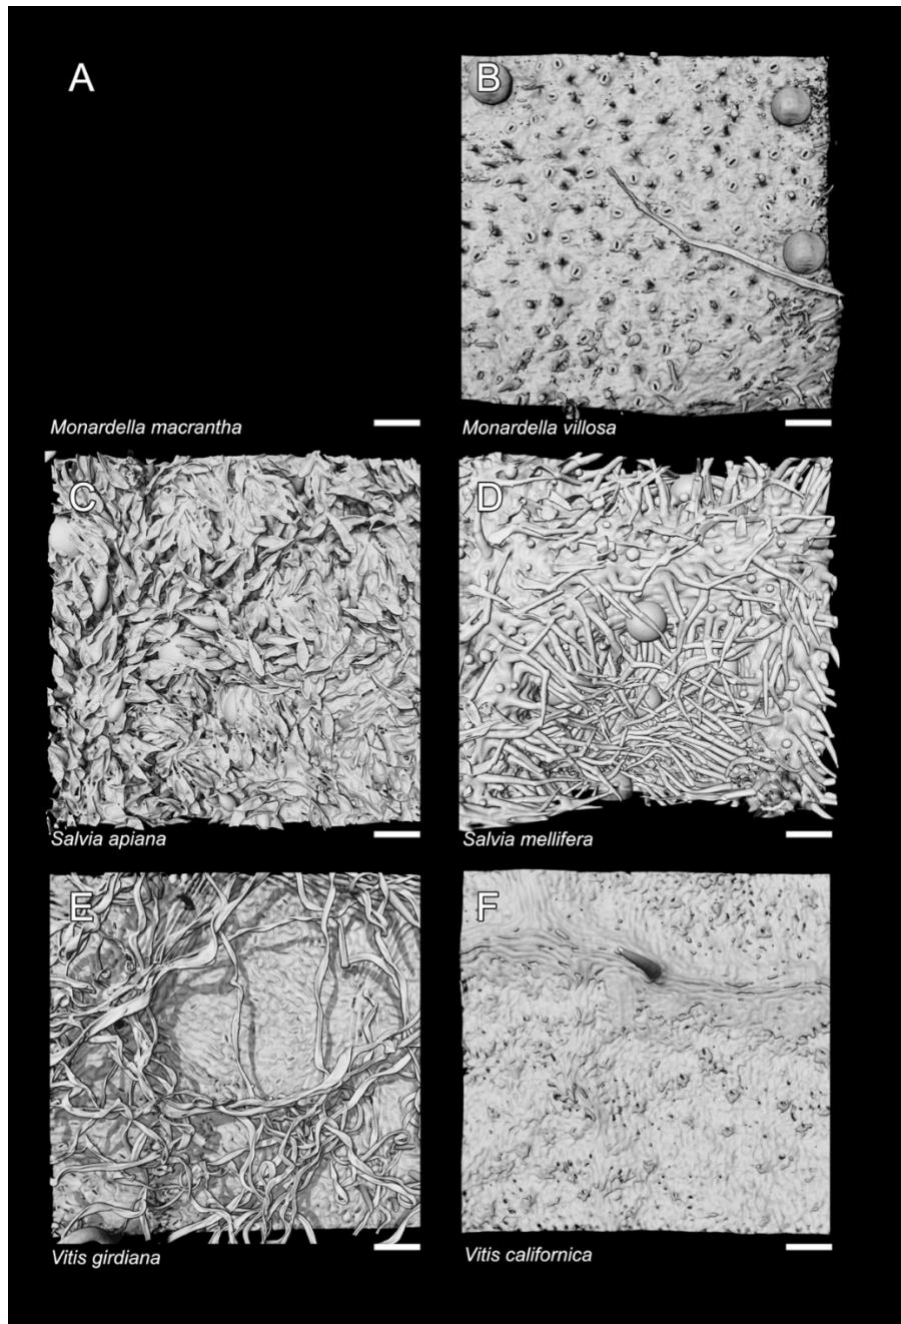 A
B
Monardella macrantha
Monardella villosa
C
D
Salvia apiana
Salvia mellifera
E
F
Vitis girdiana
Vitis californica